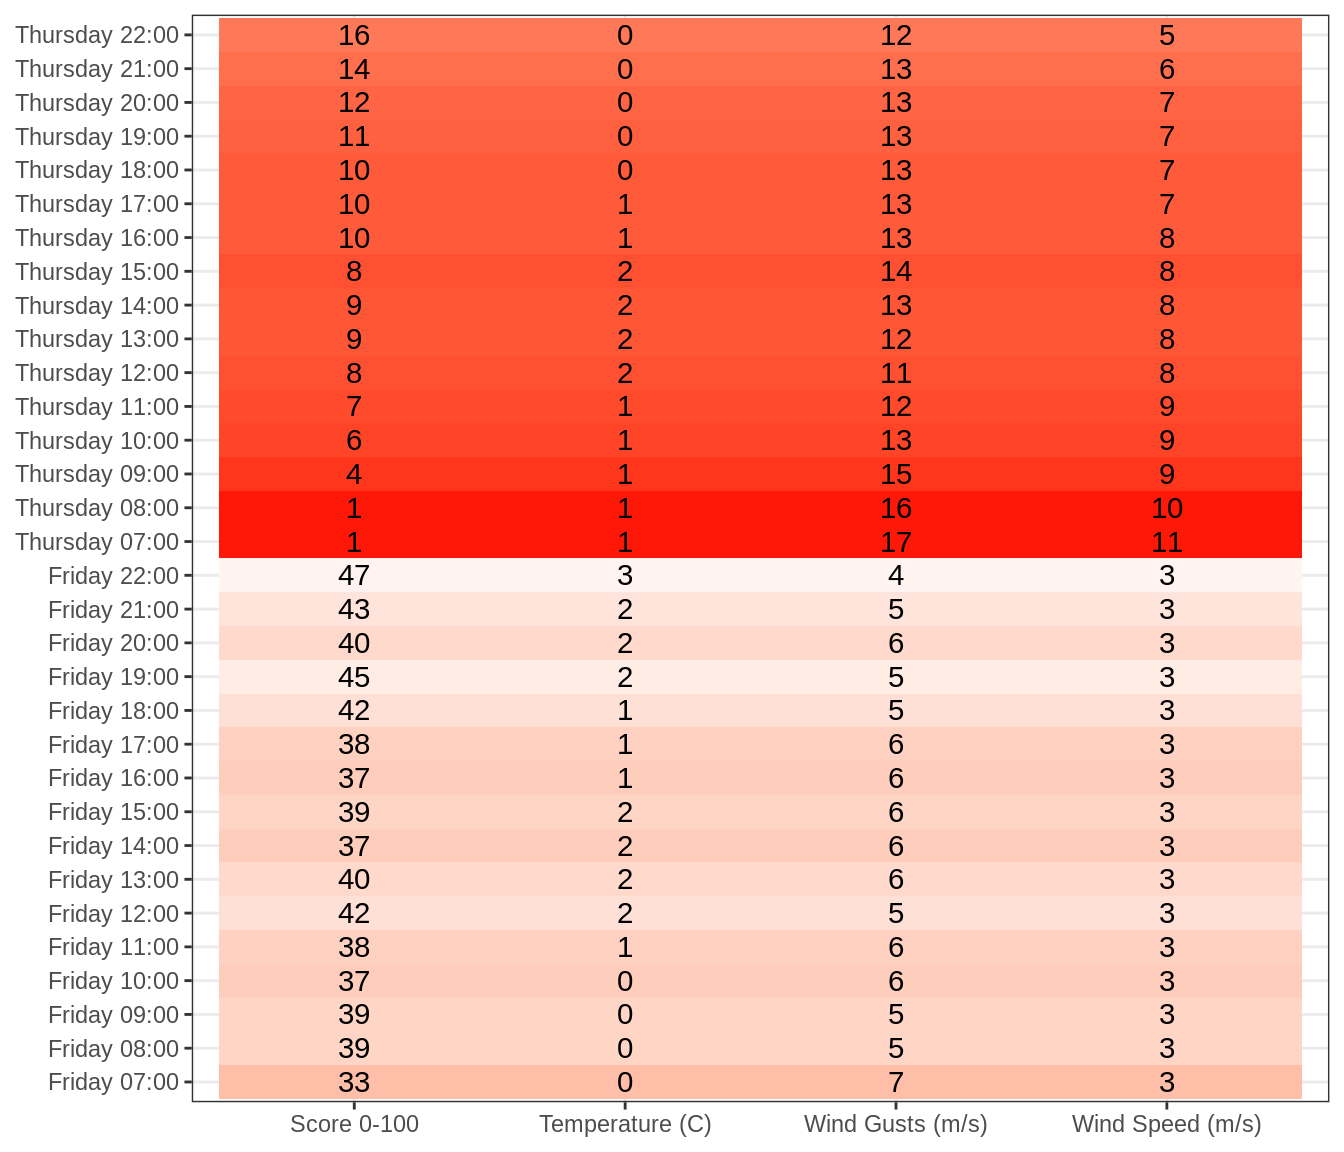 Thursday 22:00 16 0 12 5
Thursday 21:00 14 0 13 6
Thursday 20:00 12 0 13 7
Thursday 19:00 11 0 13 7
Thursday 18:00 10 0 13 7
Thursday 17:00 10 1 13 7
Thursday 16:00 10 1 13 8
Thursday 15:00 8 2 14 8
Thursday 14:00 9 2 13 8
Thursday 13:00 9 2 12 8
Thursday 12:00 8 2 11 8
Thursday 11:00 7 1 12 9
Thursday 10:00 6 1 13 9
Thursday 09:00 4 1 15 9
Thursday 08:00 1 1 16 10
Thursday 07:00 1 1 17 11
Friday 22:00 47 3 4 3
Friday 21:00 43 2 5 3
Friday 20:00 40 2 6 3
Friday 19:00 45 2 5 3
Friday 18:00 42 1 5 3
Friday 17:00 38 1 6 3
Friday 16:00 37 1 6 3
Friday 15:00 39 2 6 3
Friday 14:00 37 2 6 3
Friday 13:00 40 2 6 3
Friday 12:00 42 2 5 3
Friday 11:00 38 1 6 3
Friday 10:00 37 0 6 3
Friday 09:00 39 0 5 3
Friday 08:00 39 0 5 3
Friday 07:00 33 0 7 3
Score 0-100 Temperature (C) Wind Gusts (m/s) Wind Speed (m/s)